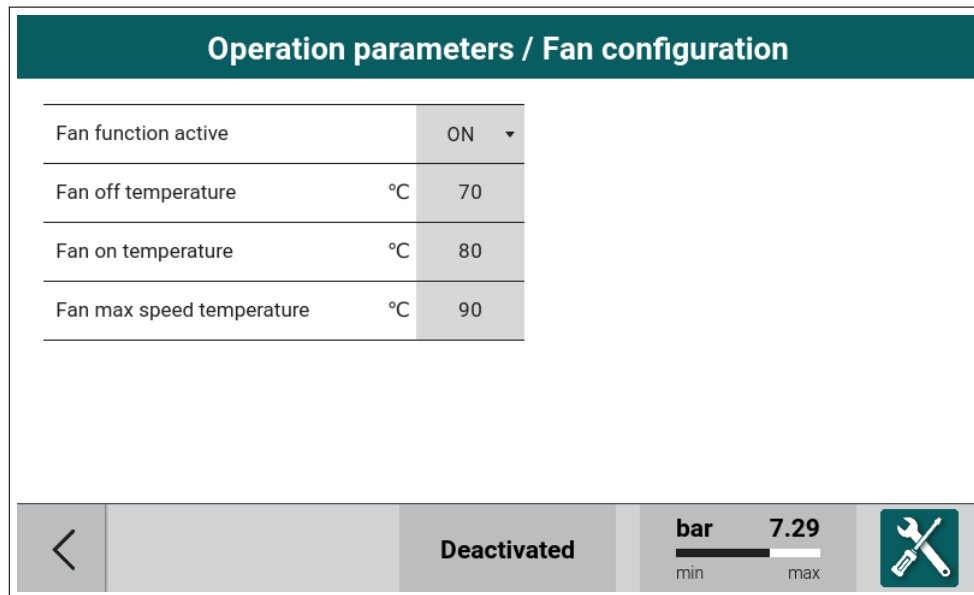 Operation parameters / Fan configuration
Fan function active ON
Fan off temperature °C 70
Fan on temperature °C 80
Fan max speed temperature °C 90
Deactivated
bar 7.29
min max